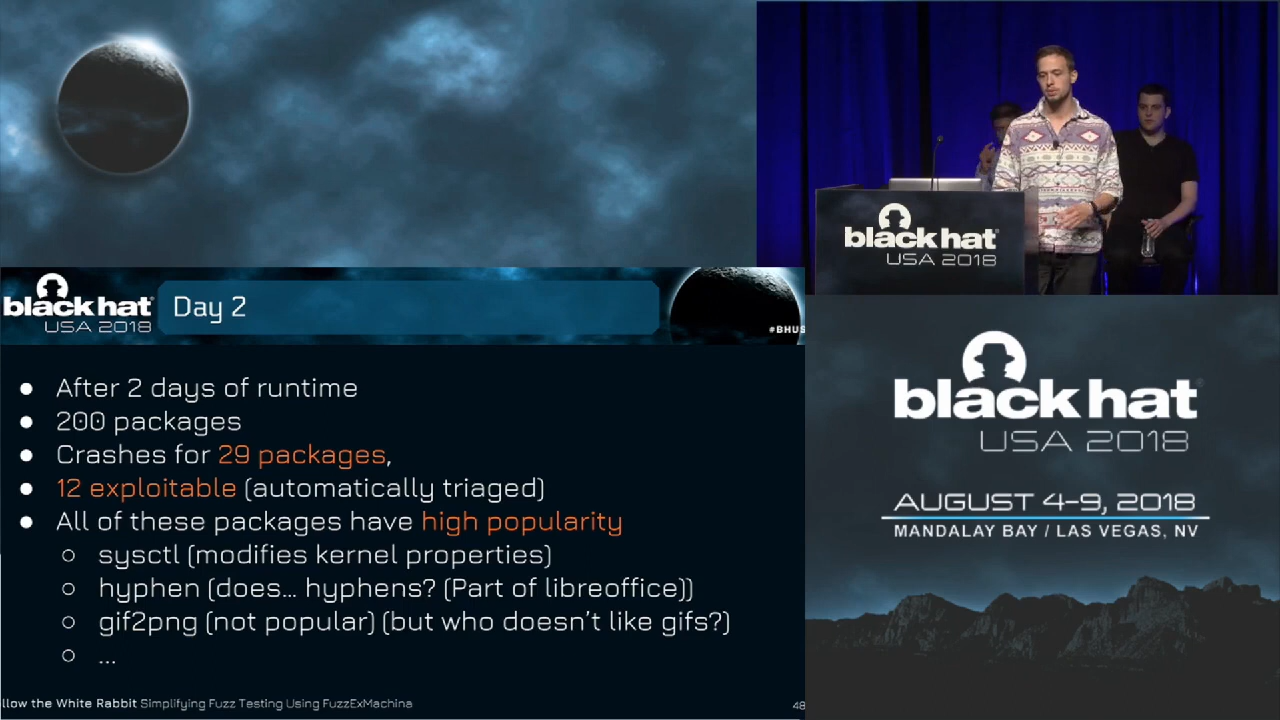 black hat
USA 2018
black hat
USA 2018
Day 2
#BHUS
● After 2 days of runtime
● 200 packages
● Crashes for 29 packages,
● 12 exploitable (automatically triaged)
● All of these packages have high popularity
○ sysctl (modifies kernel properties)
○ hyphen (does... hyphens? (Part of libreoffice))
○ gif2png (not popular) (but who doesn't like gifs?)
○ ...
llow the White Rabbit Simplifying Fuzz Testing Using FuzzExMachina
48
black hat
USA 2018
AUGUST 4-9, 2018
MANDALAY BAY / LAS VEGAS, NV